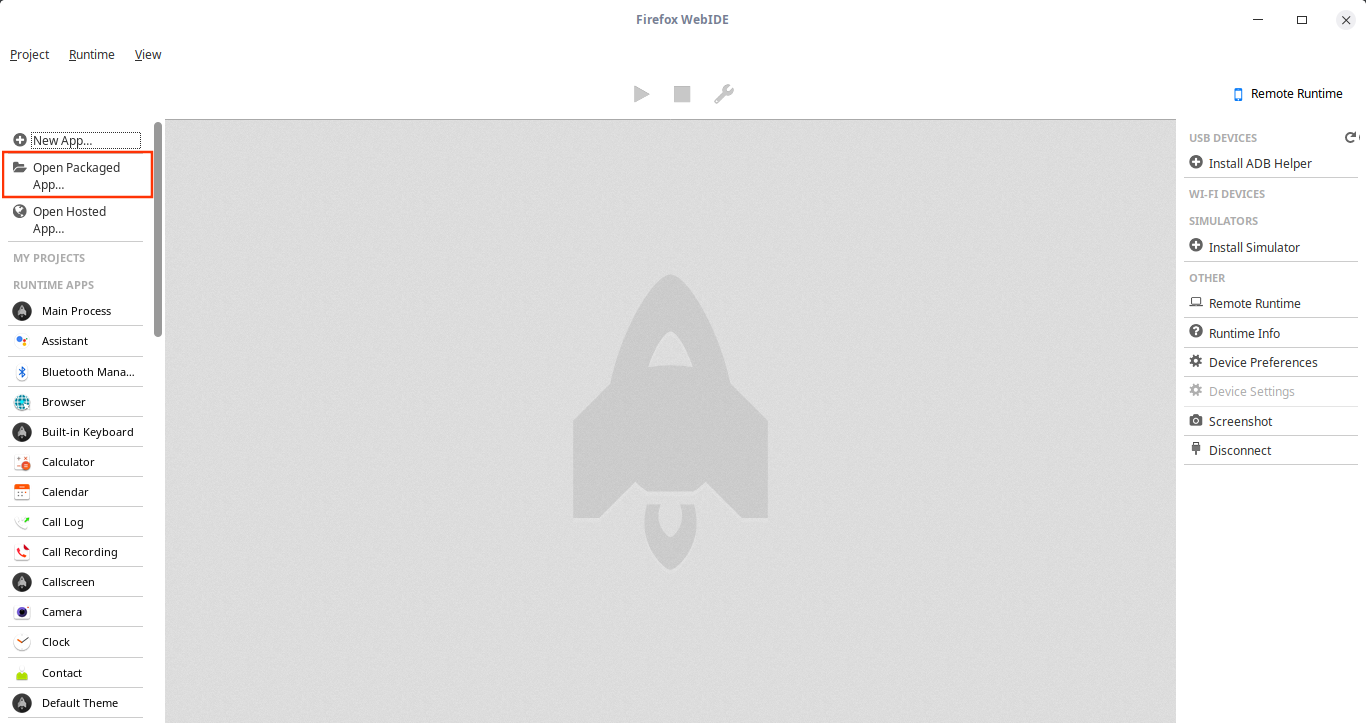 Firefox WebIDE
Project Runtime View
Remote Runtime
New App...
Open Packaged
App...
Open Hosted
App...
MY PROJECTS
RUNTIME APPS
Main Process
Assistant
Bluetooth Mana...
Browser
Built-in Keyboard
Calculator
Calendar
Call Log
Call Recording
Callscreen
Camera
Clock
Contact
Default Theme
USB DEVICES
Install ADB Helper
WI-FI DEVICES
SIMULATORS
Install Simulator
OTHER
Remote Runtime
Runtime Info
Device Preferences
Device Settings
Screenshot
Disconnect